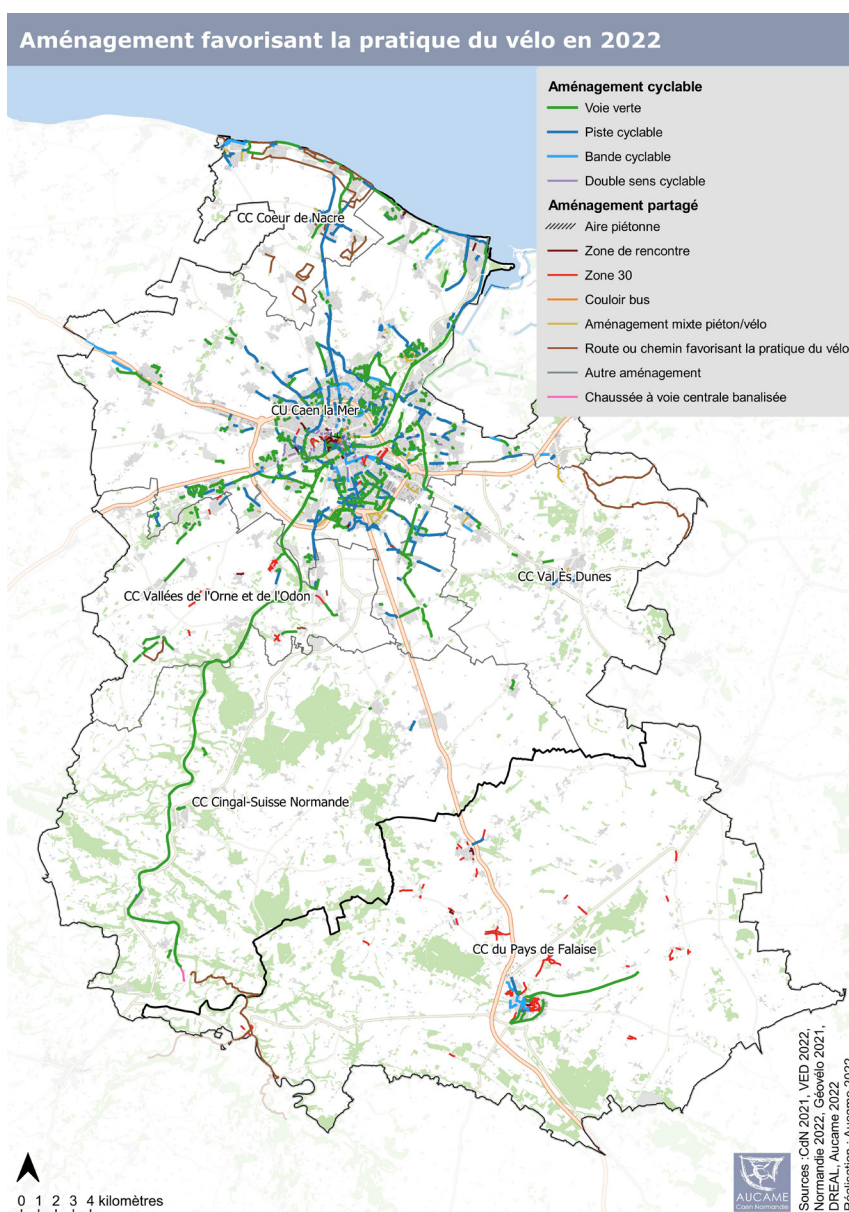 Aménagement favorisant la pratique du vélo en 2022
Aménagement cyclable
Voie verte
Piste cyclable
Bande cyclable
Double sens cyclable
Aménagement partagé
Aire piétonne
Zone de rencontre
Zone 30
Couloir bus
Aménagement mixte piéton/vélo
Route ou chemin favorisant la pratique du vélo
Autre aménagement
Chaussée à voie centrale banalisée
CC Coeur de Nacre
CU Caen la Mer
CC Val Ès Dunes
CC Vallées de l'Orne et de l'Odon
CC Cingal-Suisse Normande
CC du Pays de Falaise
0 1 2 3 4 kilomètres
AUCAME
Caen Normandie
Sources :CdN 2021, VED 2022,
Normandie 2022, Géovélo 2021,
DREAL, Aucame 2022
Réalisation : Aucame 2022